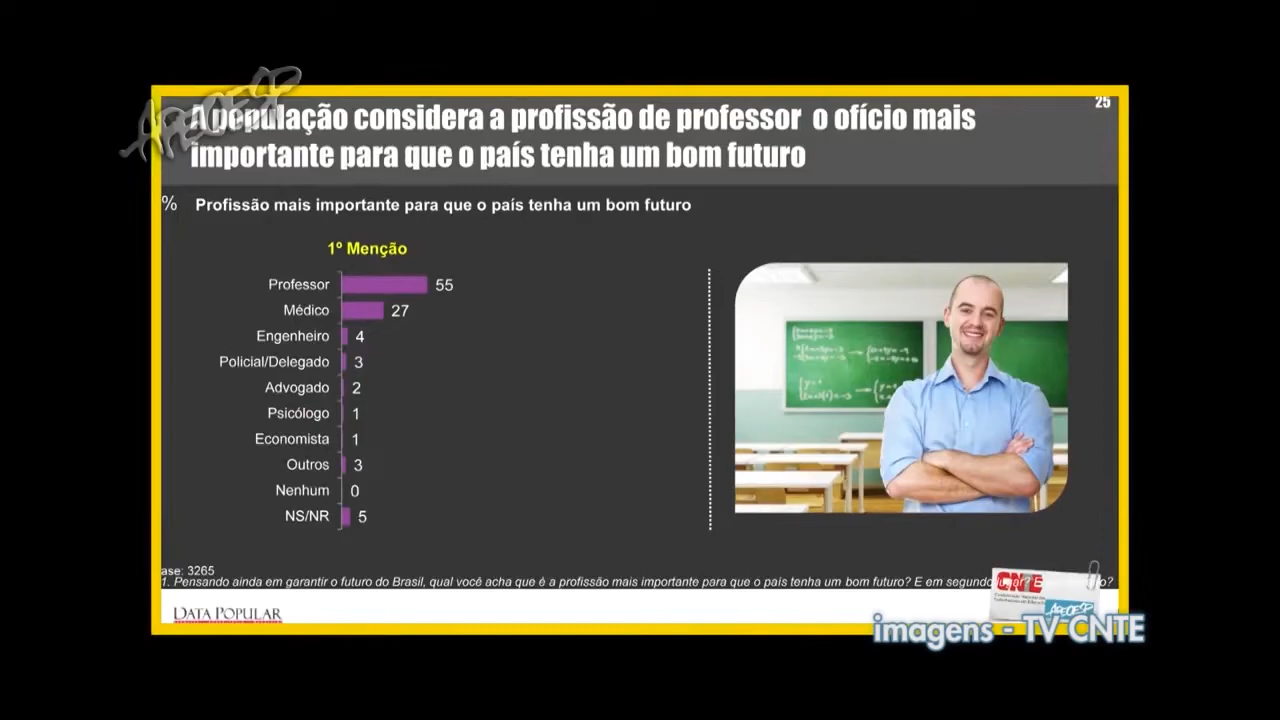 APEOESP
25
A população considera a profissão de professor o ofício mais
importante para que o país tenha um bom futuro
% Profissão mais importante para que o país tenha um bom futuro
1º Menção
Professor 55
Médico 27
Engenheiro 4
Policial/Delegado 3
Advogado 2
Psicólogo 1
Economista 1
Outros 3
Nenhum 0
NS/NR 5
ase: 3265
1. Pensando ainda em garantir o futuro do Brasil, qual você acha que é a profissão mais importante para que o país tenha um bom futuro? E em segundo lugar?
DATA POPULAR
CNTE
APEOESP
imagens - TV CNTE